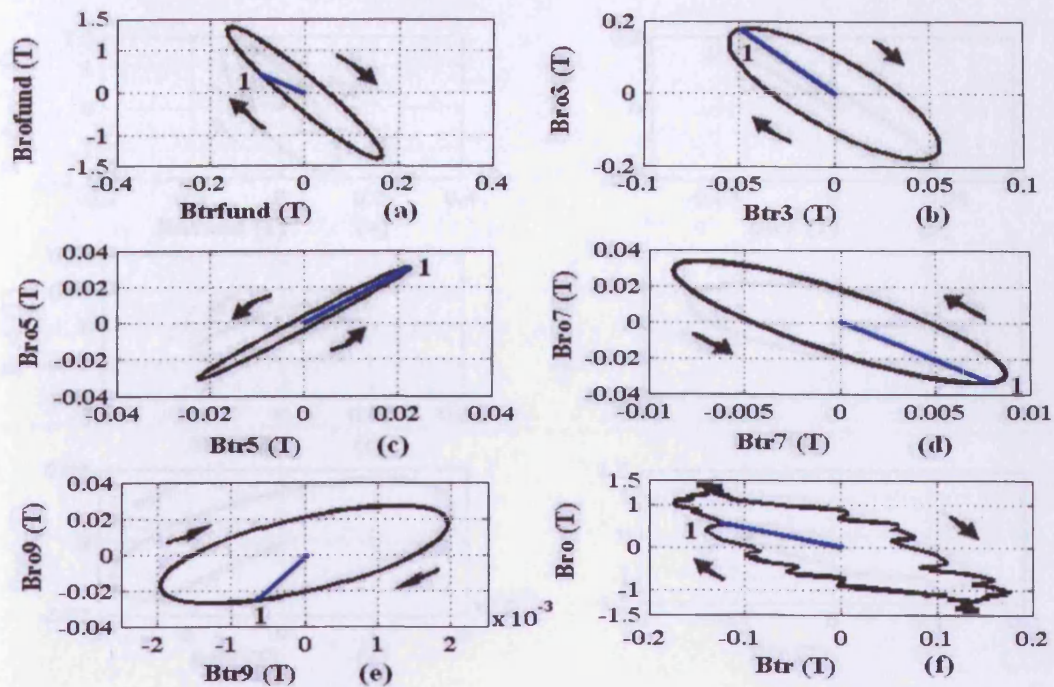 Brofund (T)
1.5
1
0
-1
-1.5
1
-0.4 -0.2 0 0.2 0.4
Btrfund (T) (a)
Bro3 (T)
0.2
0
-0.2
1
-0.1 -0.05 0 0.05 0.1
Btr3 (T) (b)
Bro5 (T)
0.04
0.02
0
-0.02
-0.04
1
-0.04 -0.02 0 0.002 0.04
Btr5 (T) (c)
Bro7 (T)
0.04
0.02
0
-0.02
-0.04
1
-0.01 -0.005 0 0.005 0.01
Btr7 (T) (d)
Bro9 (T)
0.04
0.02
0
-0.02
-0.04
1
-2 -1 0 1 2
x 10⁻³
Btr9 (T) (e)
Bro (T)
1.5
1
0
-1
-1.5
1
-0.2 -0.1 0 0.1 0.2
Btr (T) (f)